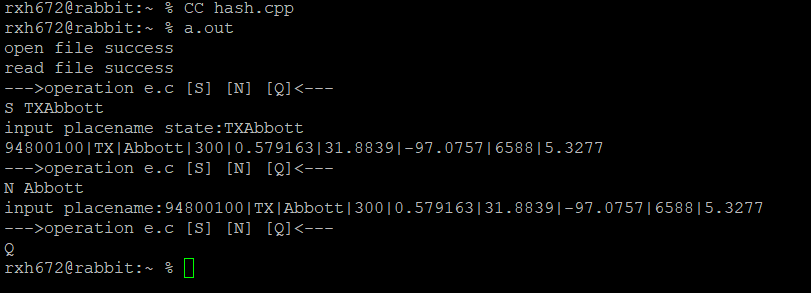 rxh672@rabbit:~ % CC hash.cpp
rxh672@rabbit:~ % a.out
open file success
read file success
--->operation e.c [S] [N] [Q]<---
S TXAbbott
input placename state:TXAbbott
94800100|TX|Abbott|300|0.579163|31.8839|-97.0757|6588|5.3277
--->operation e.c [S] [N] [Q]<---
N Abbott
input placename:94800100|TX|Abbott|300|0.579163|31.8839|-97.0757|6588|5.3277
--->operation e.c [S] [N] [Q]<---
Q
rxh672@rabbit:~ %